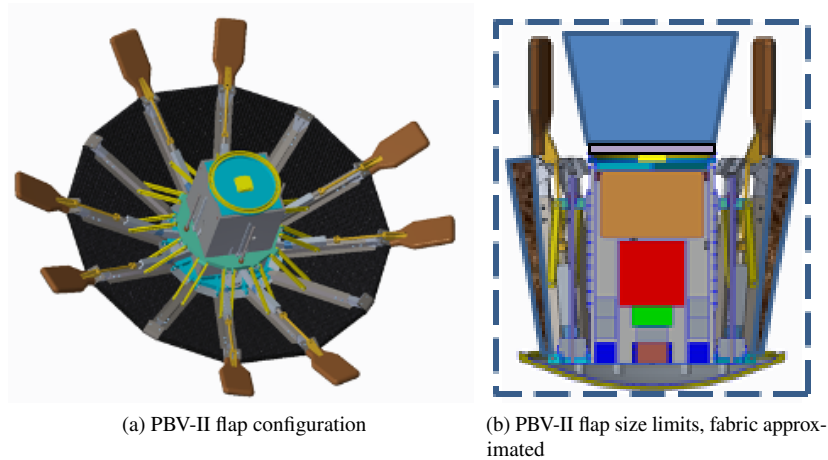 (a) PBV-II flap configuration
(b) PBV-II flap size limits, fabric approx-
imated